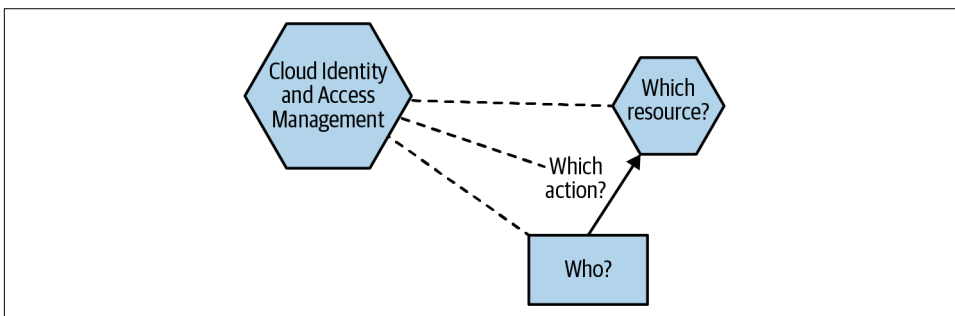 Cloud Identity
and Access
Management
Which
resource?
Which
action?
Who?